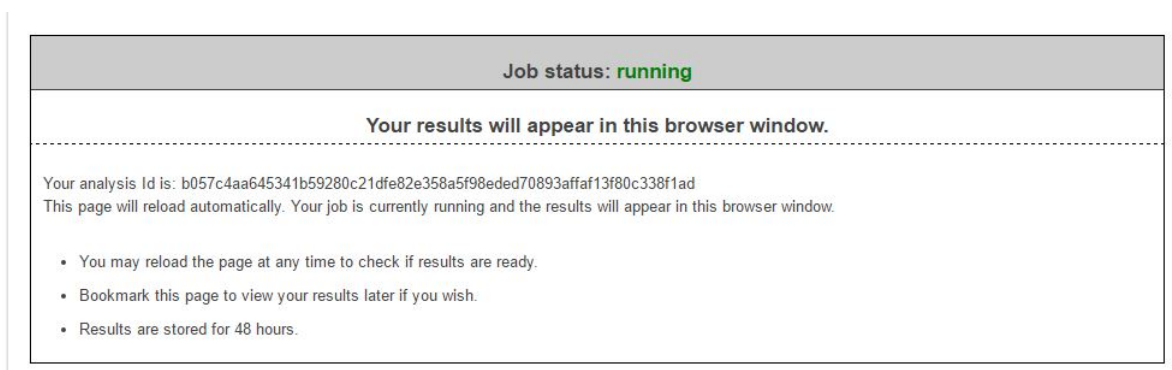 Job status: running
Your results will appear in this browser window.
Your analysis Id is: b057c4aa645341b59280c21dfe82e358a5f98eded70893affaf13f80c338f1ad
This page will reload automatically. Your job is currently running and the results will appear in this browser window.
• You may reload the page at any time to check if results are ready.
• Bookmark this page to view your results later if you wish.
• Results are stored for 48 hours.